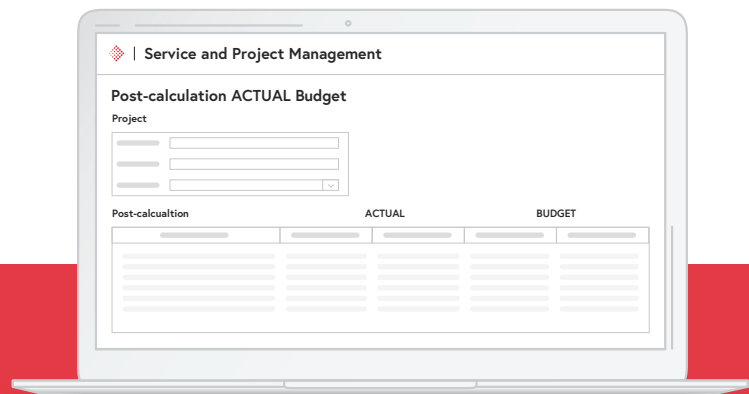 Service and Project Management
Post-calculation ACTUAL Budget
Project
Post-calcualtion ACTUAL BUDGET